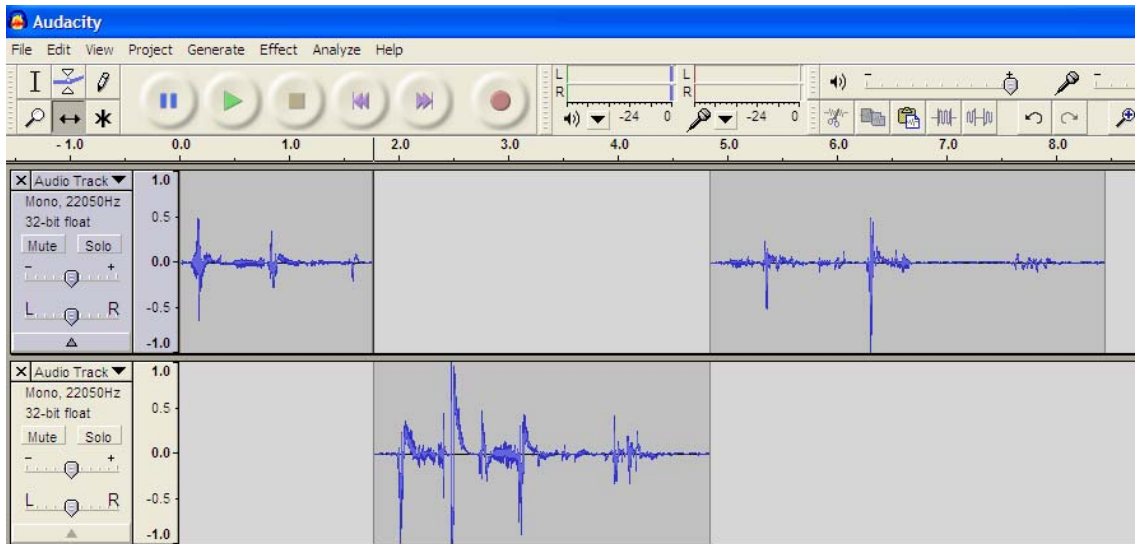 Audacity
File Edit View Project Generate Effect Analyze Help
L
R
-24 0
L
R
-24 0
- +
-
- 1.0 0.0 1.0 2.0 3.0 4.0 5.0 6.0 7.0 8.0
X Audio Track
Mono, 22050Hz
32-bit float
Mute Solo
- +
L R
1.0
0.5
0.0
-0.5
-1.0
X Audio Track
Mono, 22050Hz
32-bit float
Mute Solo
- +
L R
1.0
0.5
0.0
-0.5
-1.0